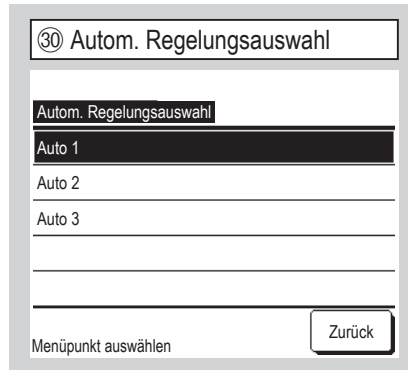 ㉚ Autom. Regelungsauswahl
Autom. Regelungsauswahl
Auto 1
Auto 2
Auto 3
Menüpunkt auswählen
Zurück